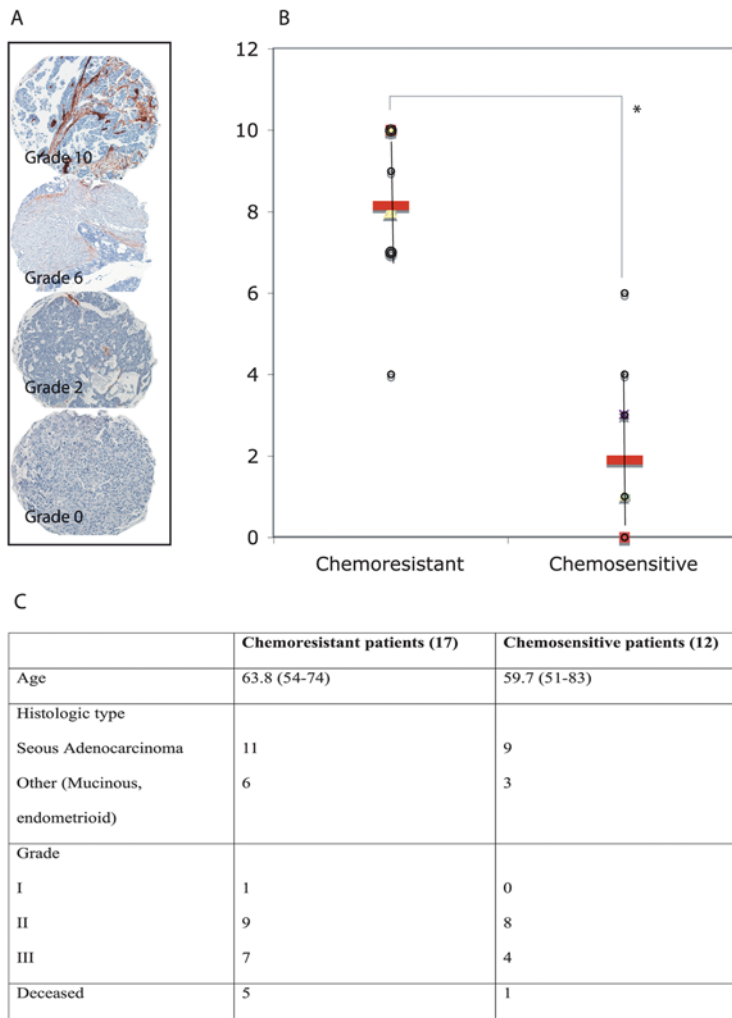 A
B
Grade 10
Grade 6
Grade 2
Grade 0
12
10
8
6
4
2
0
*
Chemoresistant Chemosensitive
C
Chemoresistant patients (17) Chemosensitive patients (12)
Age 63.8 (54-74) 59.7 (51-83)
Histologic type
Seous Adenocarcinoma 11 9
Other (Mucinous, 6 3
endometrioid)
Grade
I 1 0
II 9 8
III 7 4
Deceased 5 1